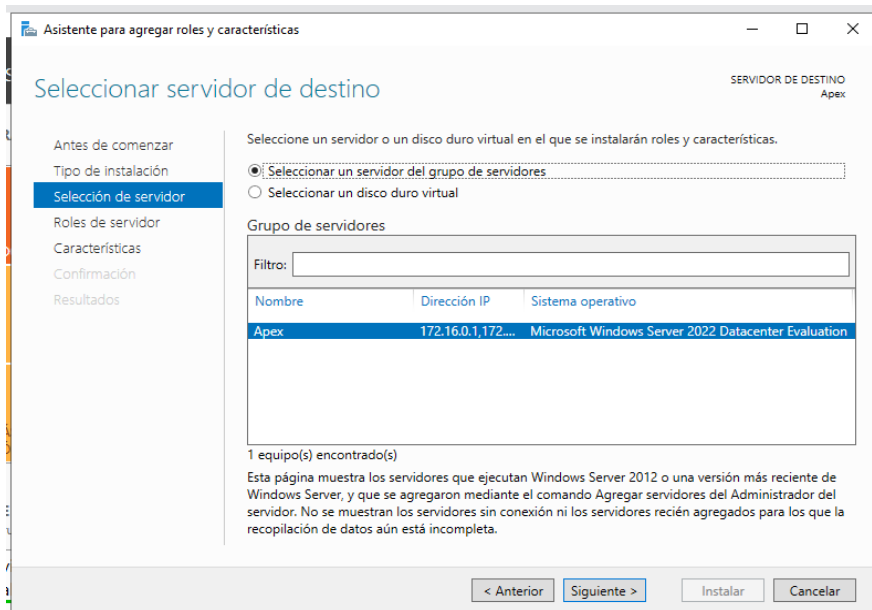 Asistente para agregar roles y características
Seleccionar servidor de destino
SERVIDOR DE DESTINO
Apex
Antes de comenzar
Tipo de instalación
Selección de servidor
Roles de servidor
Características
Confirmación
Resultados
Seleccione un servidor o un disco duro virtual en el que se instalarán roles y características.
Seleccionar un servidor del grupo de servidores
Seleccionar un disco duro virtual
Grupo de servidores
Filtro:
Nombre Dirección IP Sistema operativo
Apex 172.16.0.1,172.... Microsoft Windows Server 2022 Datacenter Evaluation
1 equipo(s) encontrado(s)
Esta página muestra los servidores que ejecutan Windows Server 2012 o una versión más reciente de
Windows Server, y que se agregaron mediante el comando Agregar servidores del Administrador del
servidor. No se muestran los servidores sin conexión ni los servidores recién agregados para los que la
recopilación de datos aún está incompleta.
< Anterior Siguiente > Instalar Cancelar